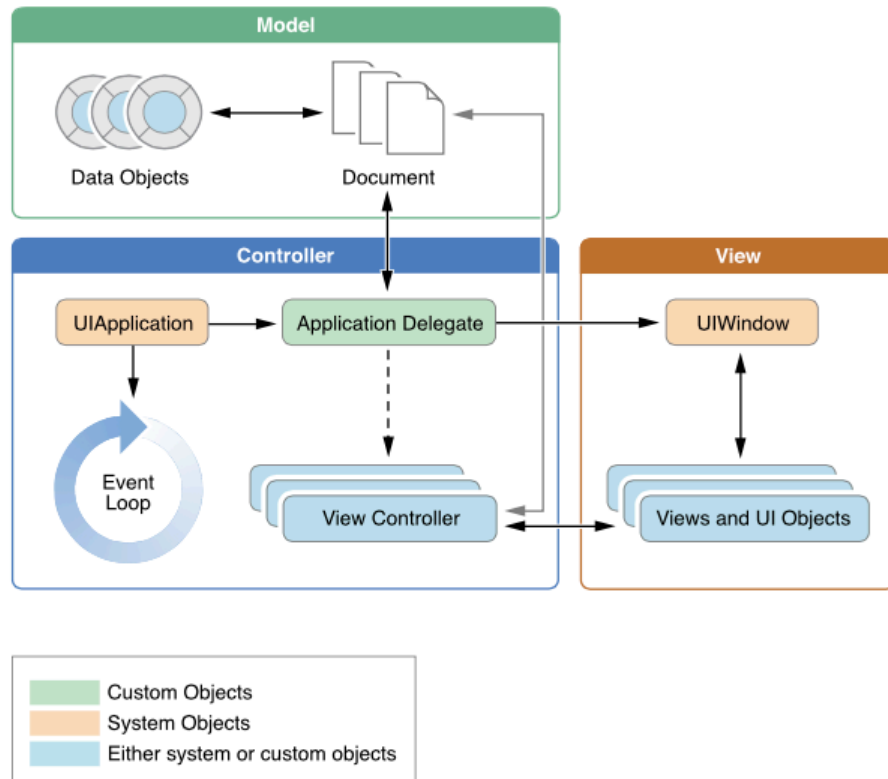 Model
Data Objects
Document
Controller
View
UIApplication
Application Delegate
UIWindow
Event
Loop
View Controller
Views and UI Objects
Custom Objects
System Objects
Either system or custom objects